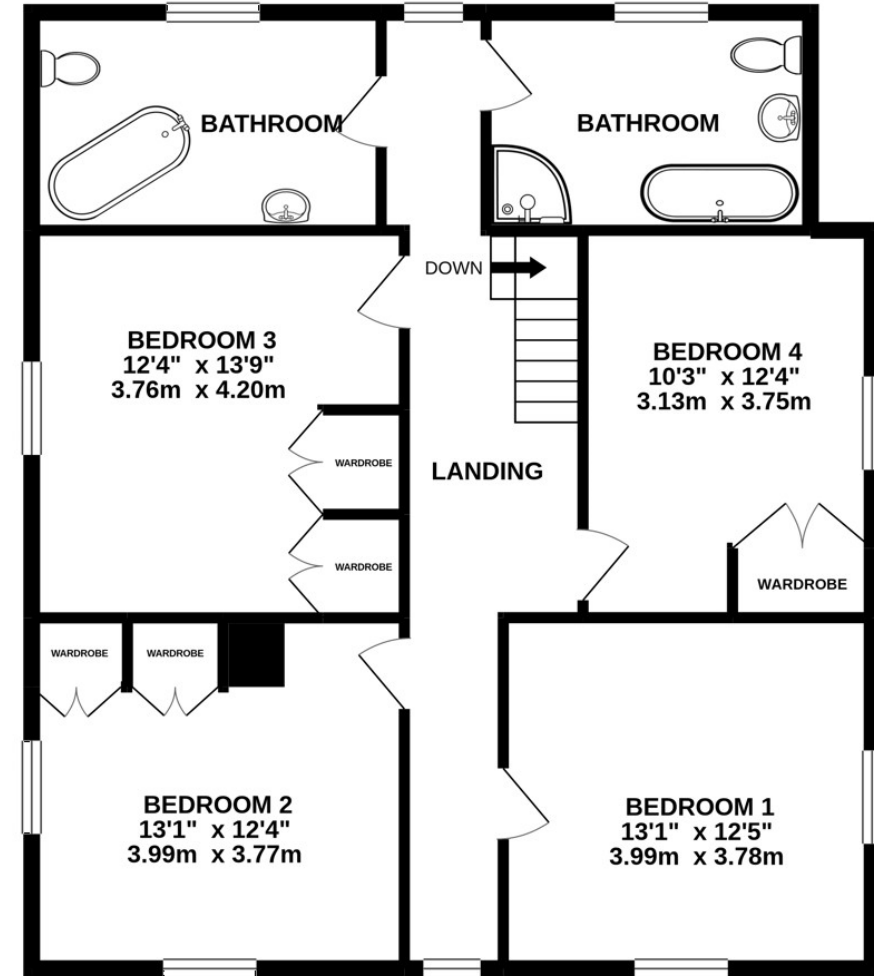 BATHROOM
BATHROOM
DOWN
BEDROOM 3
12'4" x 13'9"
3.76m x 4.20m
BEDROOM 4
10'3" x 12'4"
3.13m x 3.75m
WARDROBE
LANDING
WARDROBE
WARDROBE
WARDROBE
WARDROBE
BEDROOM 2
13'1" x 12'4"
3.99m x 3.77m
BEDROOM 1
13'1" x 12'5"
3.99m x 3.78m